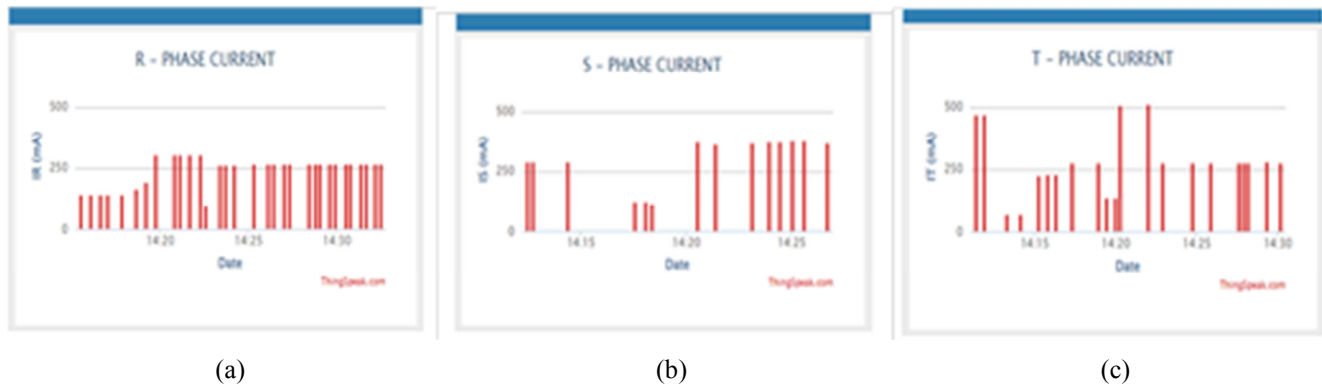 R - PHASE CURRENT
500
250
0
IR (mA)
14:20 14:25 14:30
Date
ThingSpeak.com
(a)
S - PHASE CURRENT
500
250
0
IS (mA)
14:15 14:20 14:25
Date
ThingSpeak.com
(b)
T - PHASE CURRENT
500
250
0
IT (mA)
14:15 14:20 14:25 14:30
Date
ThingSpeak.com
(c)